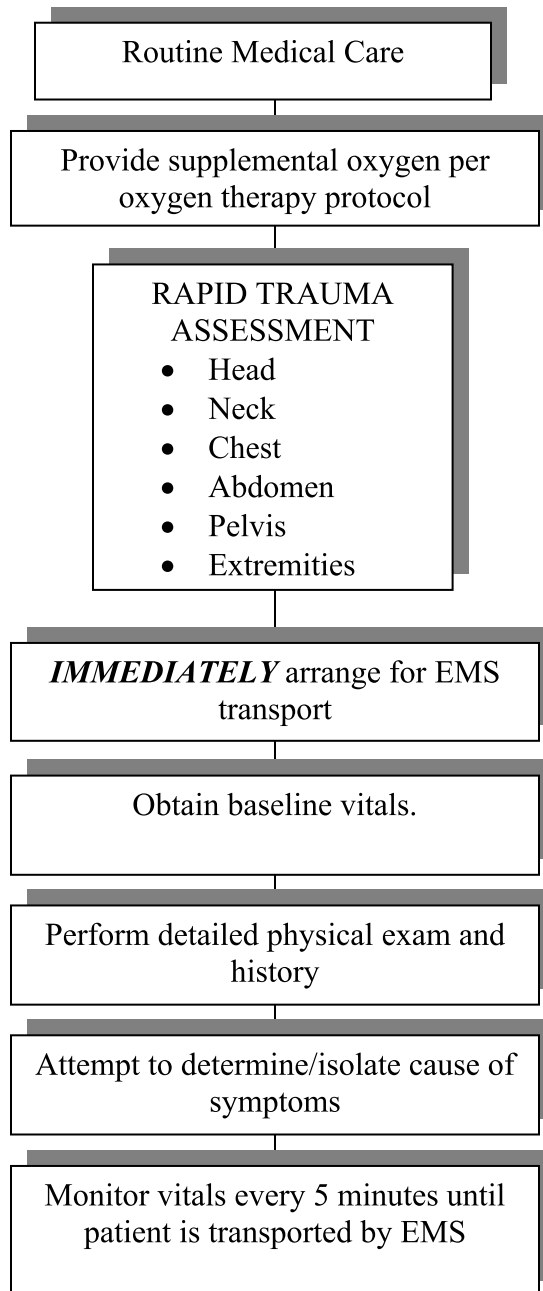 Routine Medical Care
Provide supplemental oxygen per
oxygen therapy protocol
RAPID TRAUMA
ASSESSMENT
• Head
• Neck
• Chest
• Abdomen
• Pelvis
• Extremities
IMMEDIATELY arrange for EMS
transport
Obtain baseline vitals.
Perform detailed physical exam and
history
Attempt to determine/isolate cause of
symptoms
Monitor vitals every 5 minutes until
patient is transported by EMS